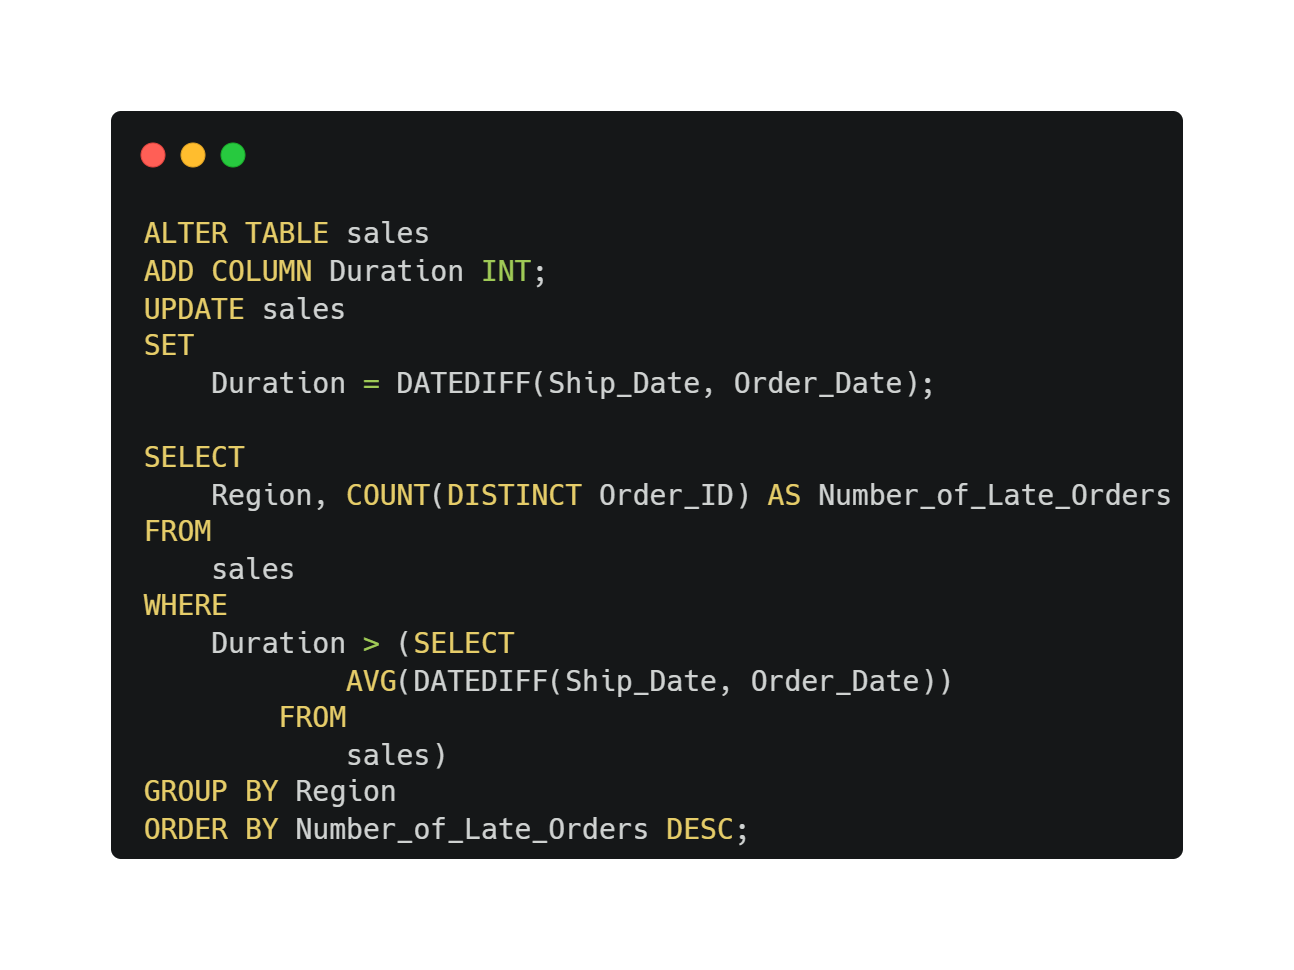 ALTER TABLE sales
ADD COLUMN Duration INT;
UPDATE sales
SET
    Duration = DATEDIFF(Ship_Date, Order_Date);

SELECT
    Region, COUNT(DISTINCT Order_ID) AS Number_of_Late_Orders
FROM
    sales
WHERE
    Duration > (SELECT
            AVG(DATEDIFF(Ship_Date, Order_Date))
        FROM
            sales)
GROUP BY Region
ORDER BY Number_of_Late_Orders DESC;